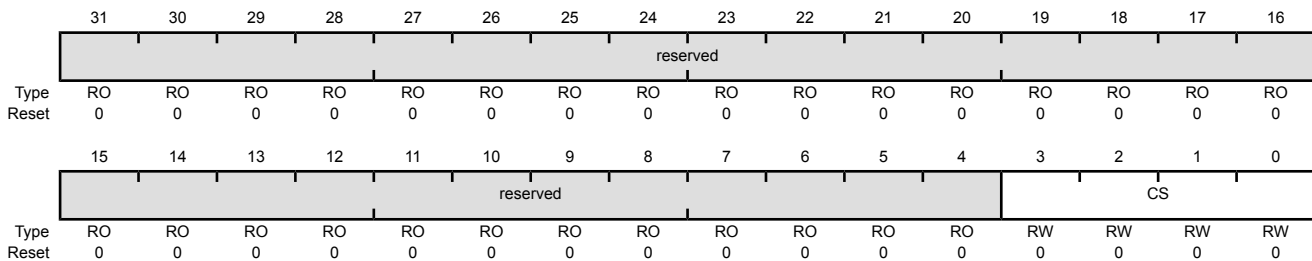 31 30 29 28 27 26 25 24 23 22 21 20 19 18 17 16
reserved
Type RO RO RO RO RO RO RO RO RO RO RO RO RO RO RO RO
Reset 0 0 0 0 0 0 0 0 0 0 0 0 0 0 0 0
15 14 13 12 11 10 9 8 7 6 5 4 3 2 1 0
reserved CS
Type RO RO RO RO RO RO RO RO RO RO RO RO RW RW RW RW
Reset 0 0 0 0 0 0 0 0 0 0 0 0 0 0 0 0